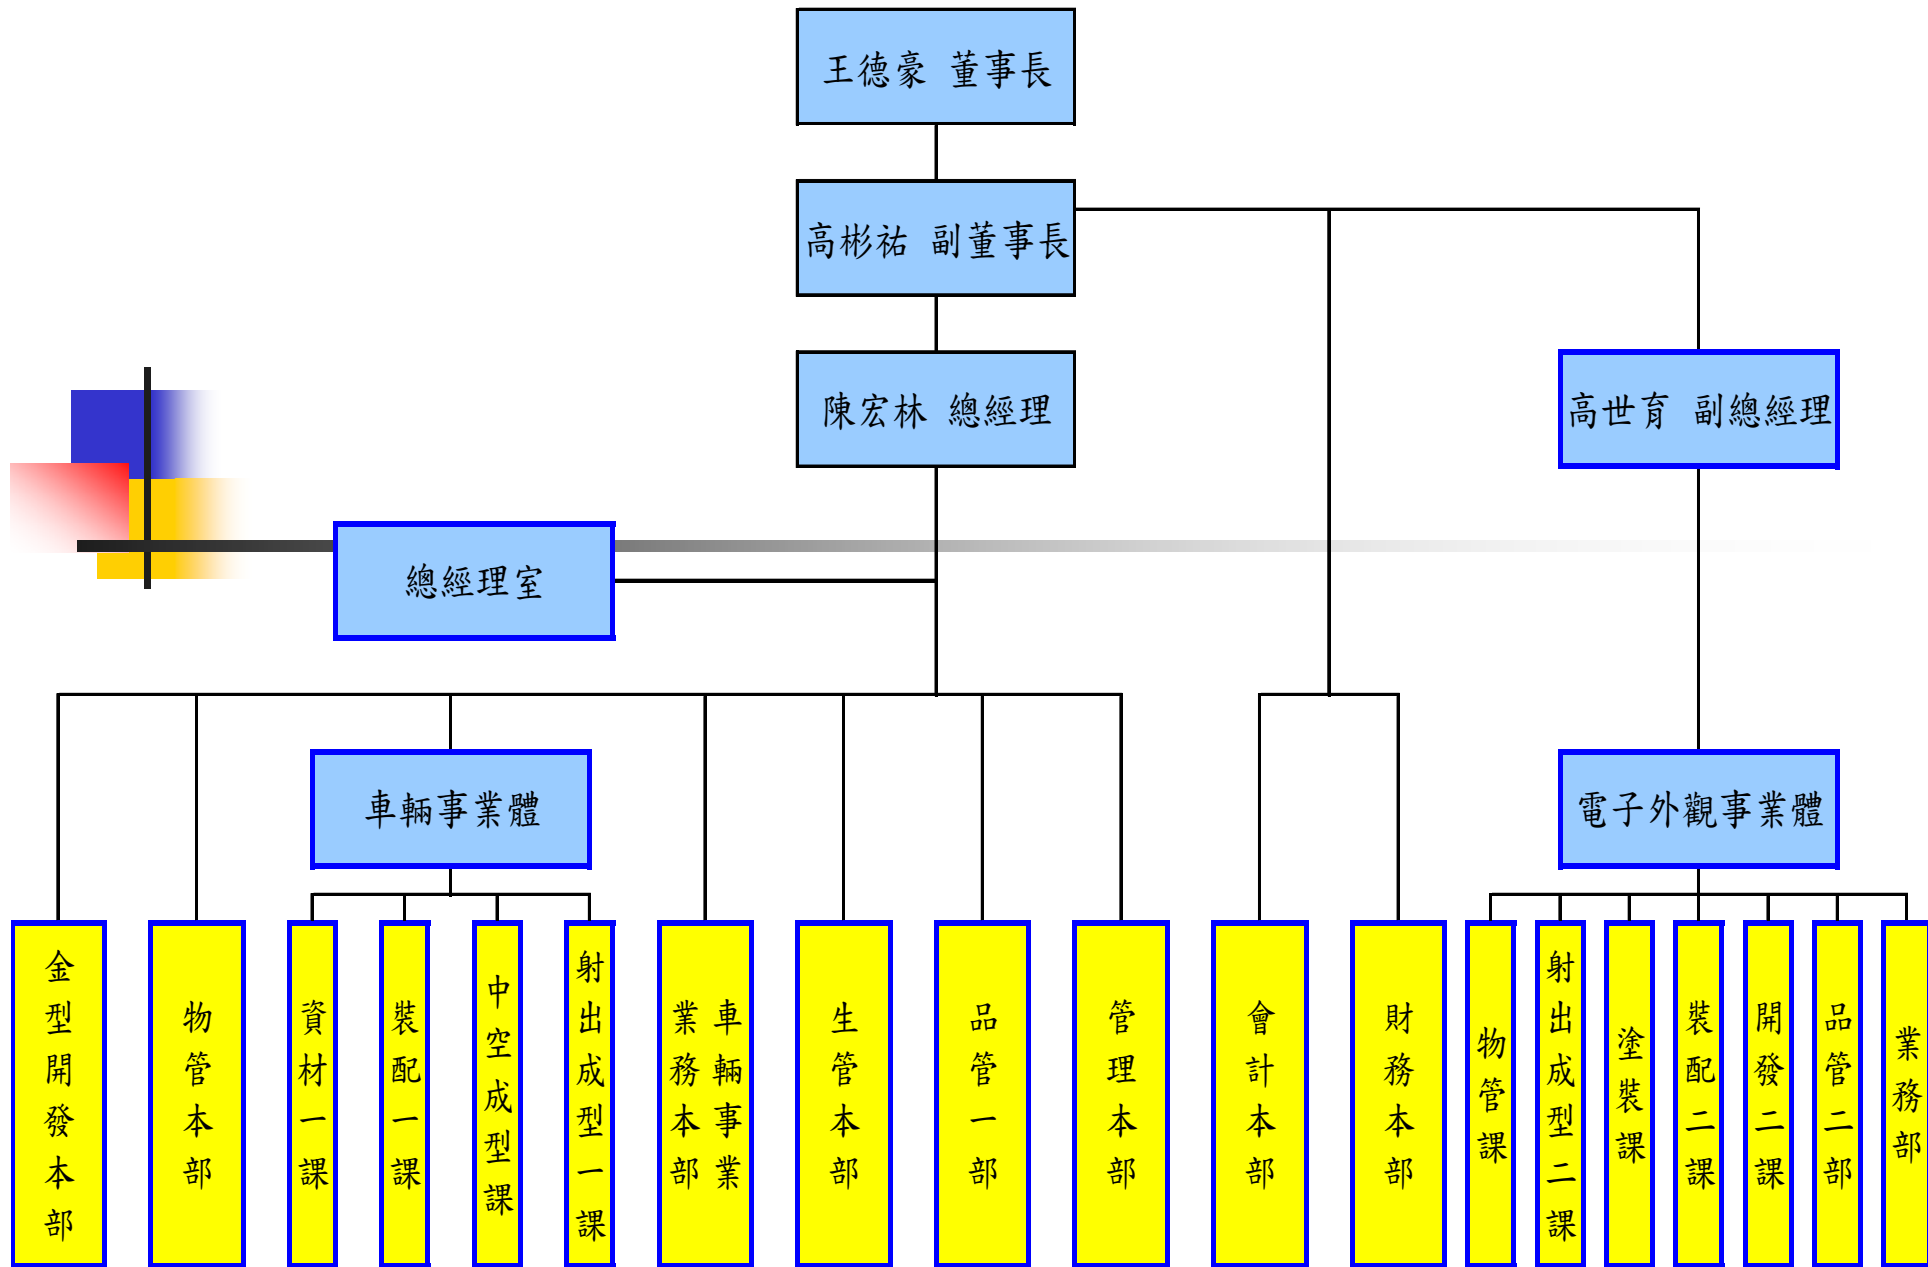 王德豪 董事長
高彬祐 副董事長
陳宏林 總經理
高世育 副總經理
總經理室
車輛事業體
電子外觀事業體
金型開發本部
物管本部
資材一課
裝配一課
中空成型課
射出成型一課
車輛事業
業務本部
生管本部
品管一部
管理本部
會計本部
財務本部
物管課
射出成型二課
塗裝課
裝配二課
開發二課
品管二部
業務部